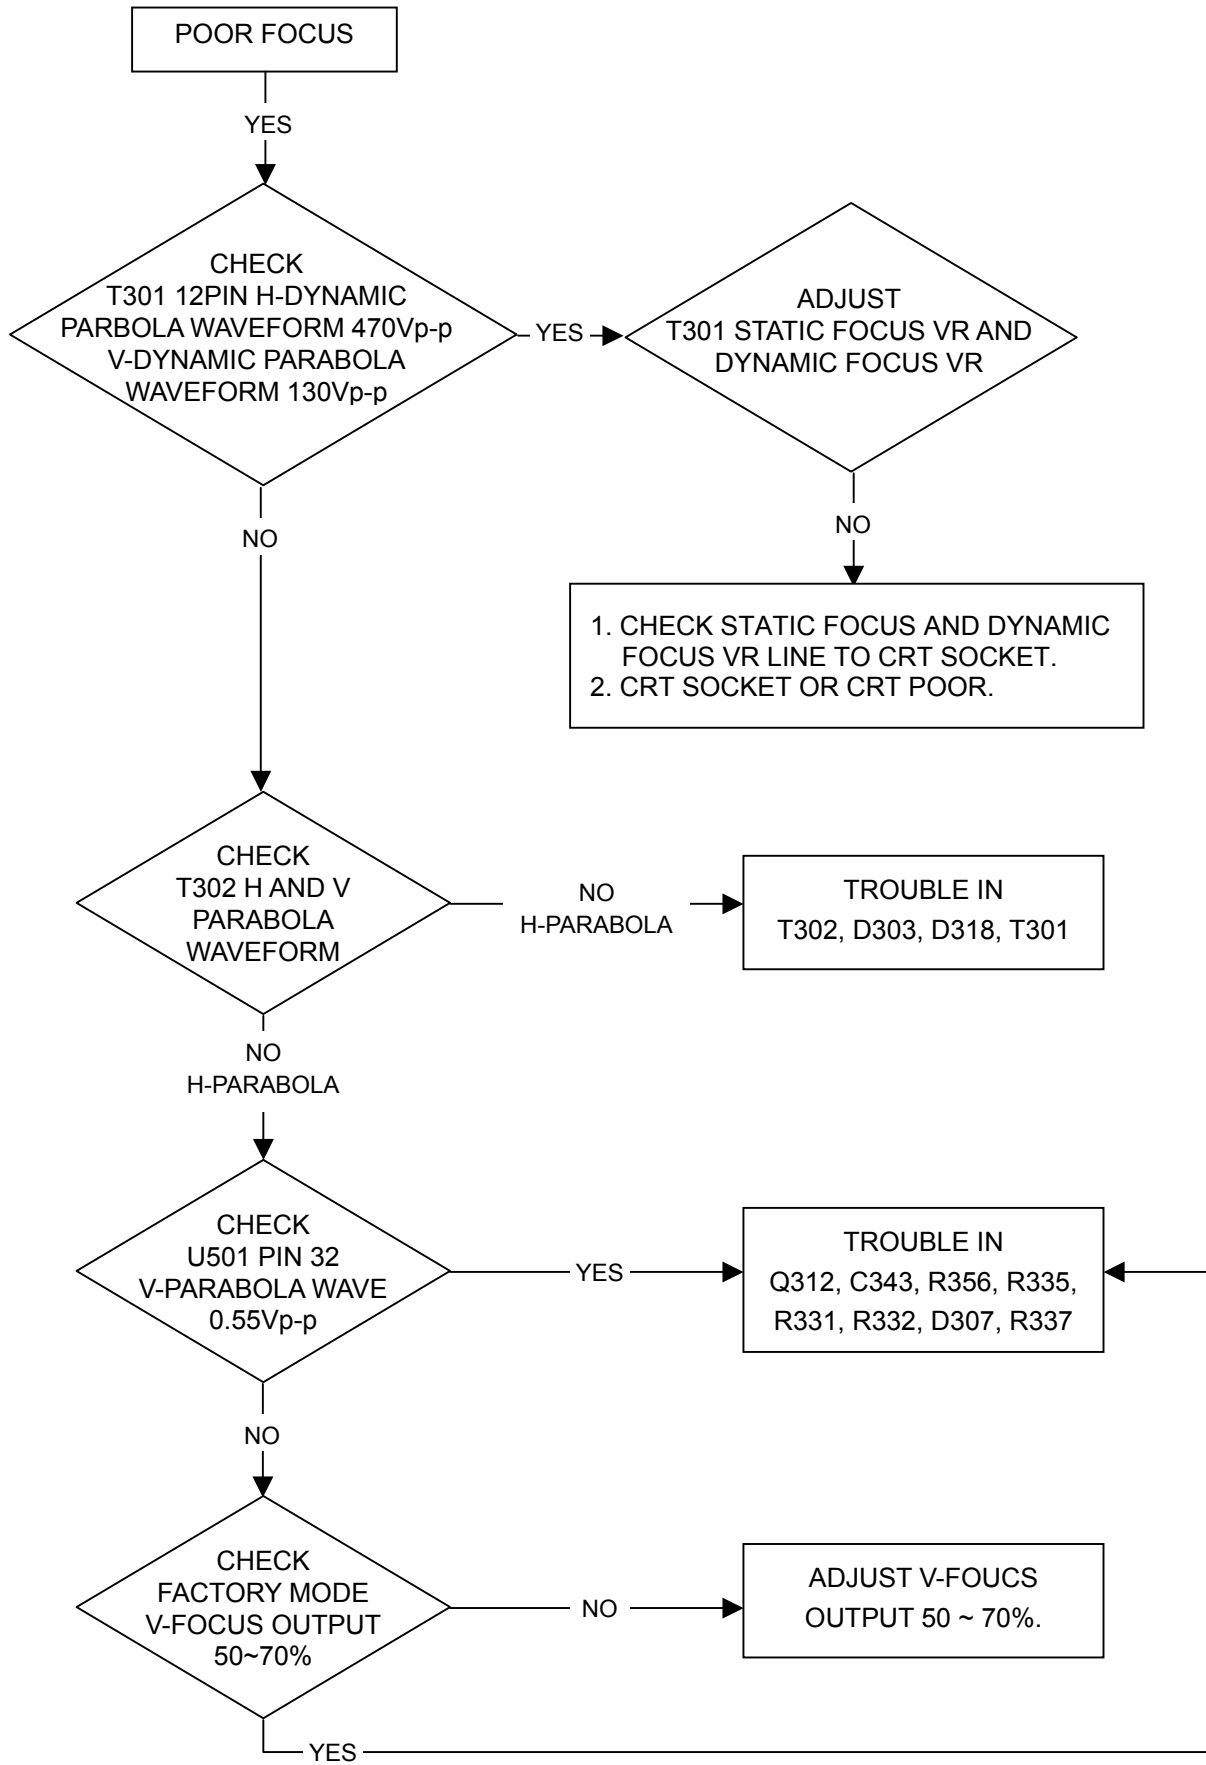 POOR FOCUS
YES
CHECK
T301 12PIN H-DYNAMIC
PARBOLA WAVEFORM 470Vp-p
V-DYNAMIC PARABOLA
WAVEFORM 130Vp-p
YES
ADJUST
T301 STATIC FOCUS VR AND
DYNAMIC FOCUS VR
NO
NO
1. CHECK STATIC FOCUS AND DYNAMIC
FOCUS VR LINE TO CRT SOCKET.
2. CRT SOCKET OR CRT POOR.
CHECK
T302 H AND V
PARABOLA
WAVEFORM
NO
H-PARABOLA
TROUBLE IN
T302, D303, D318, T301
NO
H-PARABOLA
CHECK
U501 PIN 32
V-PARABOLA WAVE
0.55Vp-p
YES
TROUBLE IN
Q312, C343, R356, R335,
R331, R332, D307, R337
NO
CHECK
FACTORY MODE
V-FOCUS OUTPUT
50~70%
NO
ADJUST V-FOUCS
OUTPUT 50 ~ 70%.
YES